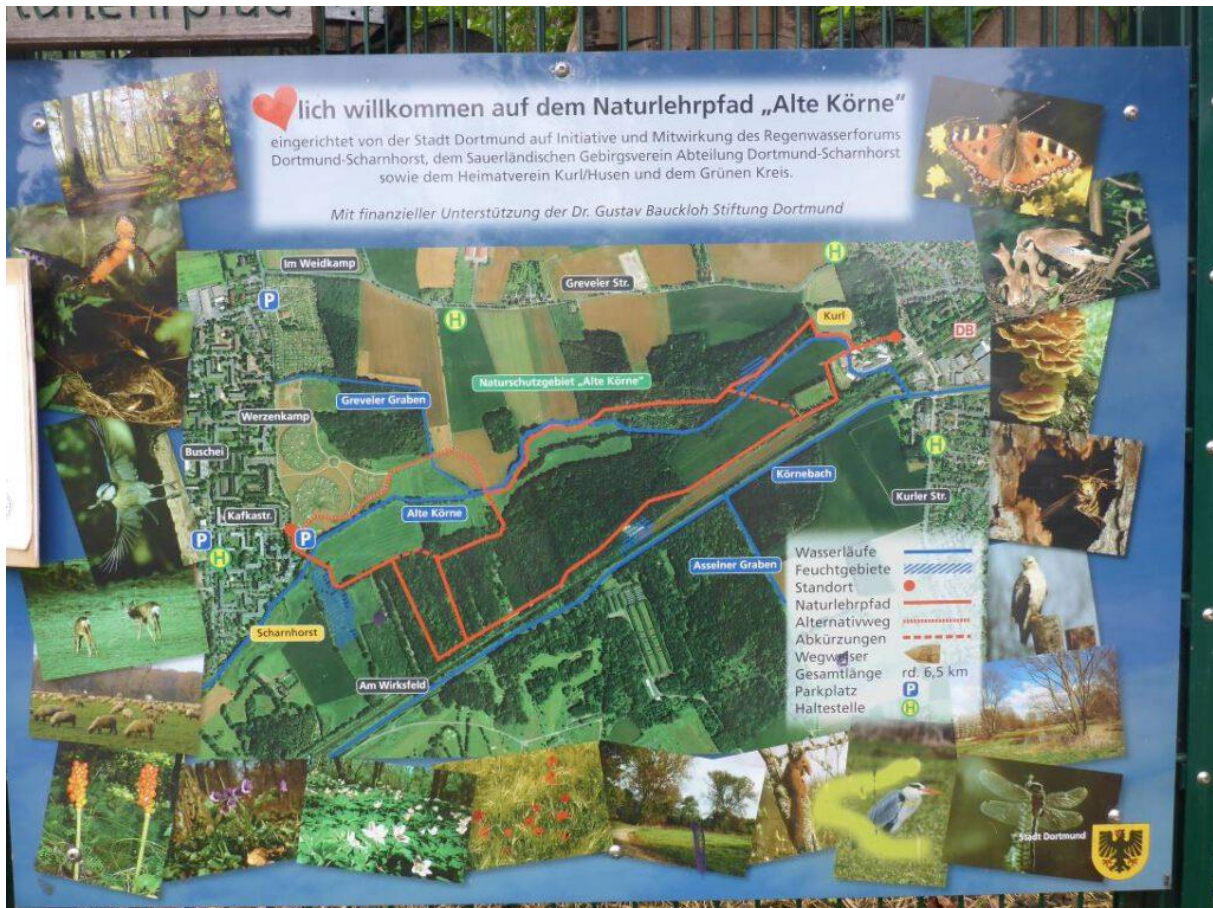 turlehrpfad
lich willkommen auf dem Naturlehrpfad „Alte Körne“
eingerichtet von der Stadt Dortmund auf Initiative und Mitwirkung des Regenwasserforums
Dortmund-Scharnhorst, dem Sauerländischen Gebirgsverein Abteilung Dortmund-Scharnhorst
sowie dem Heimatverein Kurl/Husen und dem Grünen Kreis.
Mit finanzieller Unterstützung der Dr. Gustav Bauckloh Stiftung Dortmund
Im Weidkamp
H
Greveler Str.
P
H
Kurl
DB
Naturschutzgebiet „Alte Körne“
Greveler Graben
Werzenkamp
Buschei
H
Körnebach
Kurler Str.
Kafkastr.
Alte Körne
P
P
H
Asselner Graben
Scharnhorst
Am Wirksfeld
Wasserläufe
Feuchtgebiete
Standort
Naturlehrpfad
Alternativweg
Abkürzungen
Wegweiser
Gesamtlänge rd. 6,5 km
Parkplatz P
Haltestelle H
Stadt Dortmund